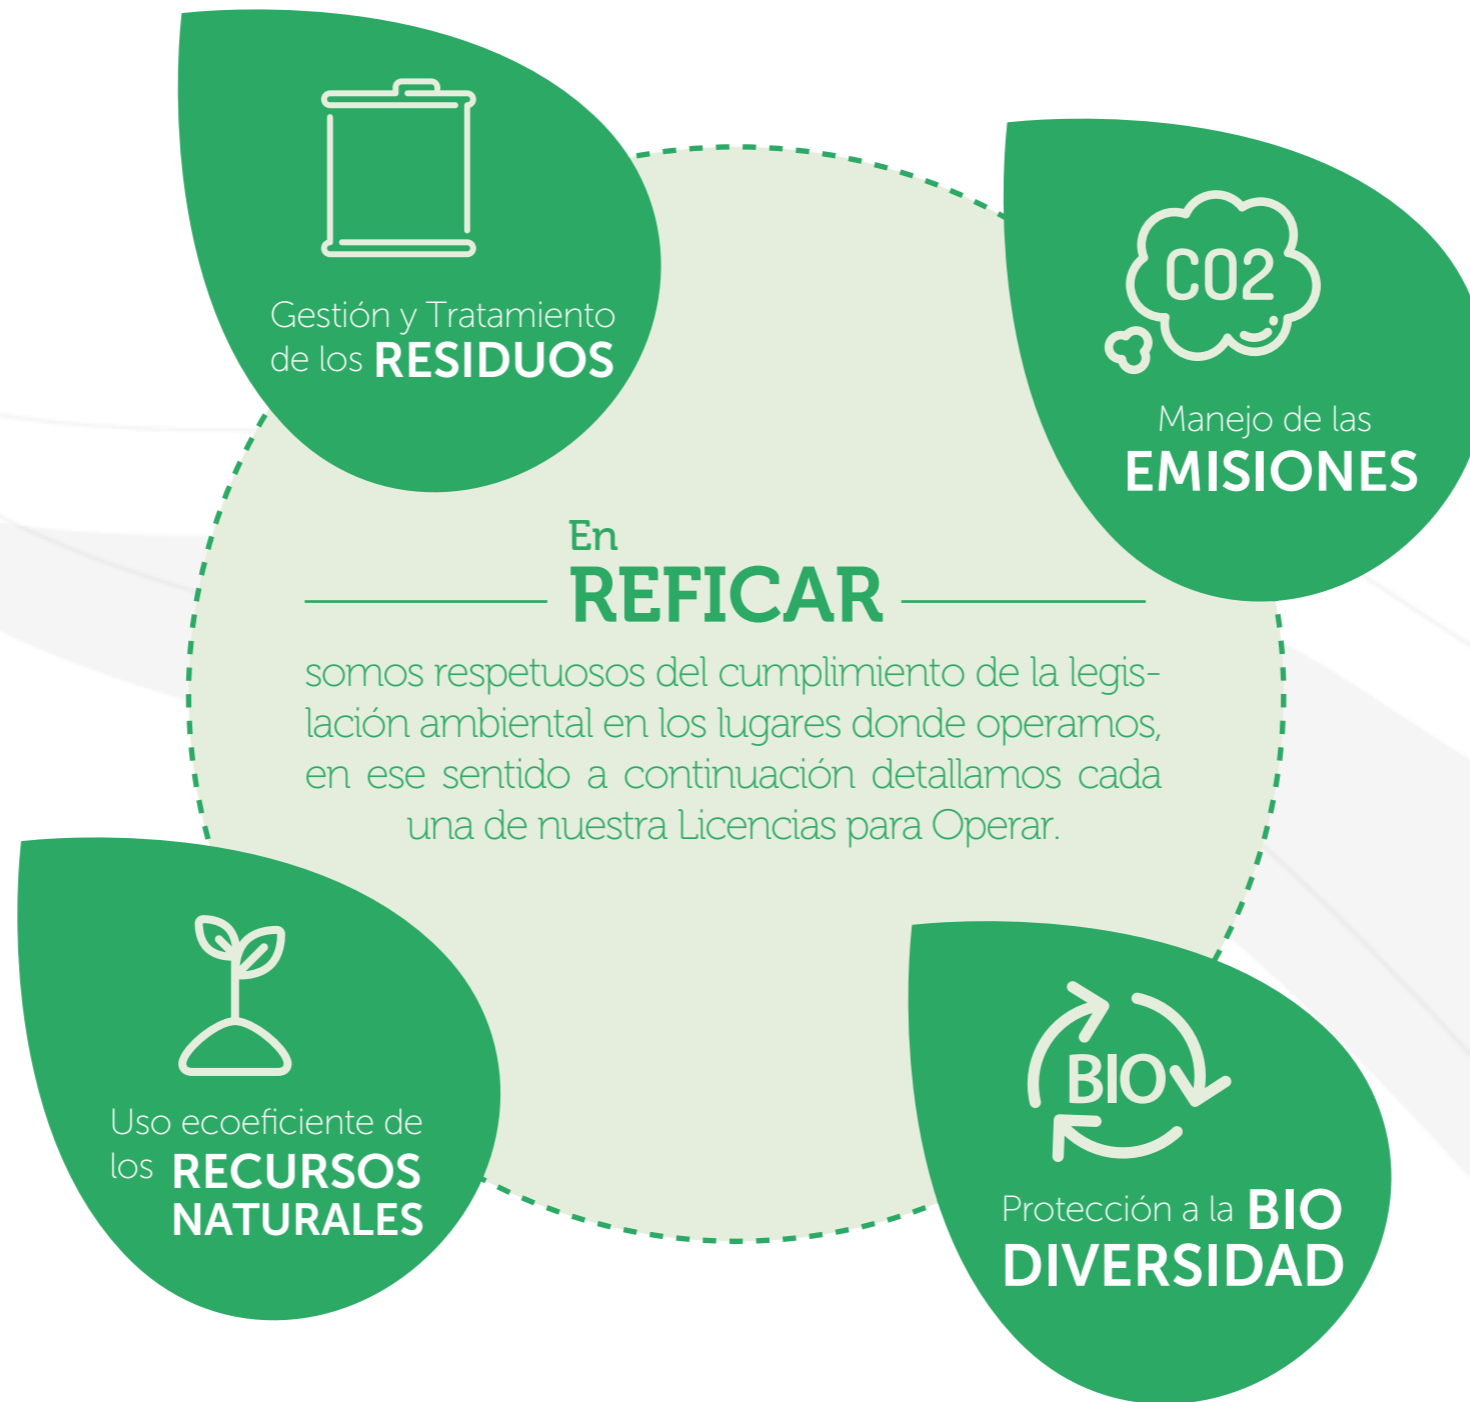 Gestión y Tratamiento
de los RESIDUOS
CO2
Manejo de las
EMISIONES
En
REFICAR
somos respetuosos del cumplimiento de la legis-
lación ambiental en los lugares donde operamos,
en ese sentido a continuación detallamos cada
una de nuestra Licencias para Operar.
Uso ecoeficiente de
los RECURSOS
NATURALES
BIO
Protección a la BIO
DIVERSIDAD